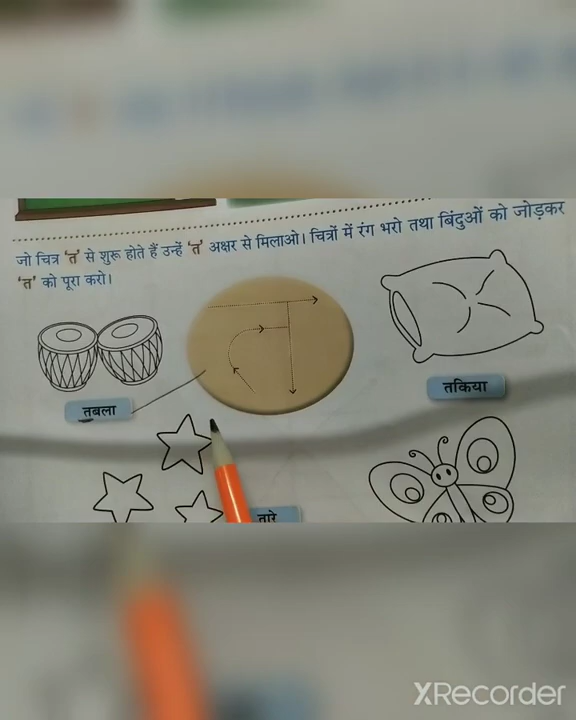 जो चित्र 'त' से शुरू होते हैं उन्हें 'त' अक्षर से मिलाओ। चित्रों में रंग भरो तथा बिंदुओं को जोड़कर
'त' को पूरा करो।
त
तबला
तकिया
तारे
XRecorder